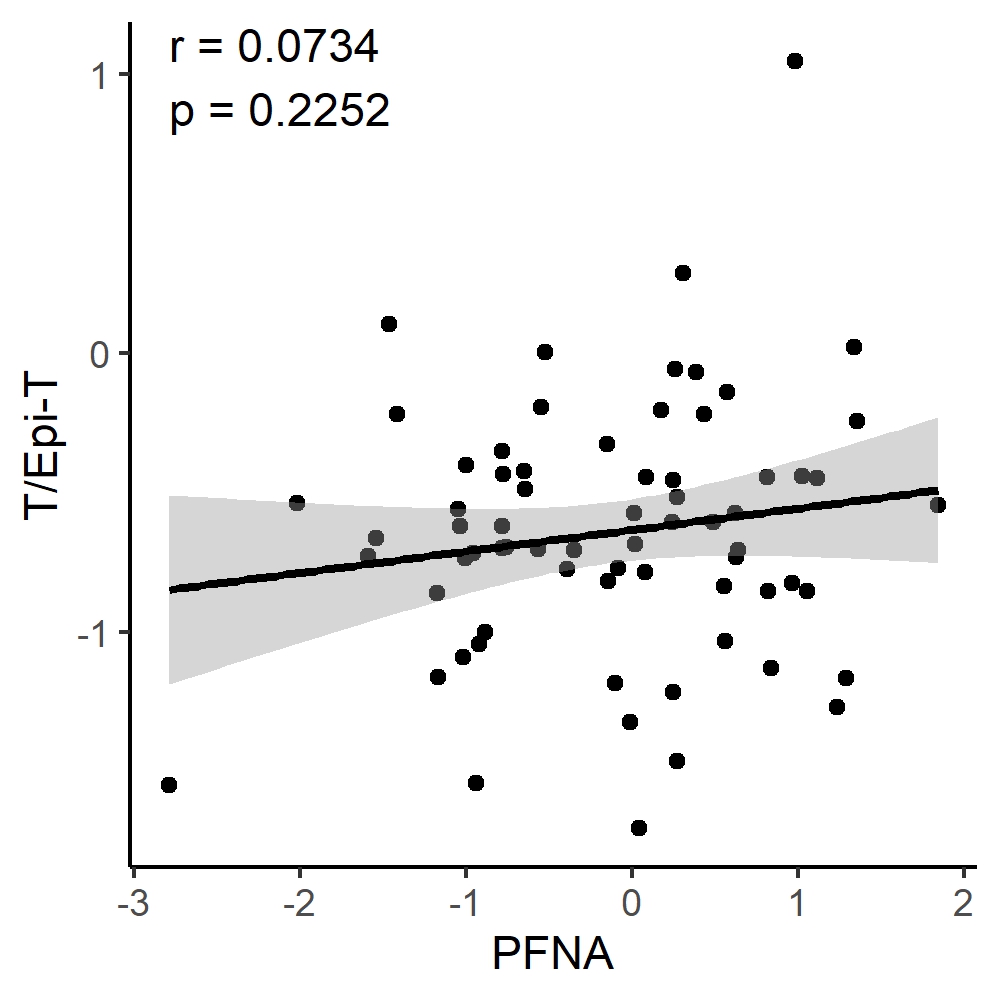 r = 0.0734
p = 0.2252
1
0
-1
T/Epi-T
-3 -2 -1 0 1 2
PFNA